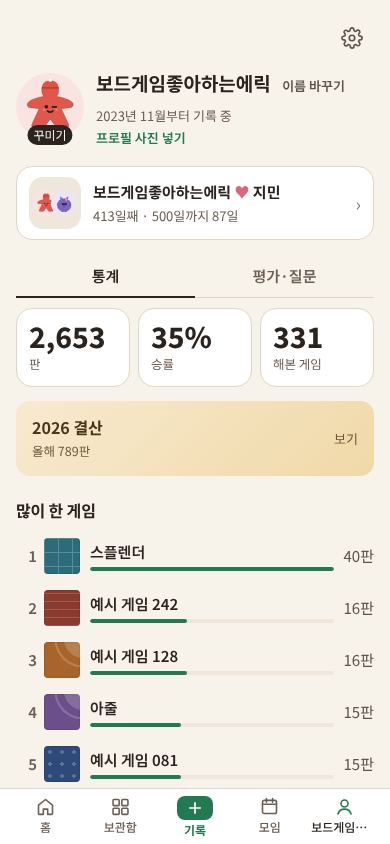 보드게임좋아하는에릭 이름 바꾸기
2023년 11월부터 기록 중
꾸미기
프로필 사진 넣기
보드게임좋아하는에릭 ♥ 지민
413일째 · 500일까지 87일
›
통계 평가·질문
2,653 35% 331
판 승률 해본 게임
2026 결산
올해 789판
보기
많이 한 게임
1 스플렌더 40판
2 예시 게임 242 16판
3 예시 게임 128 16판
4 아줄 15판
5 예시 게임 081 15판
홈 보관함 기록 모임 보드게임…